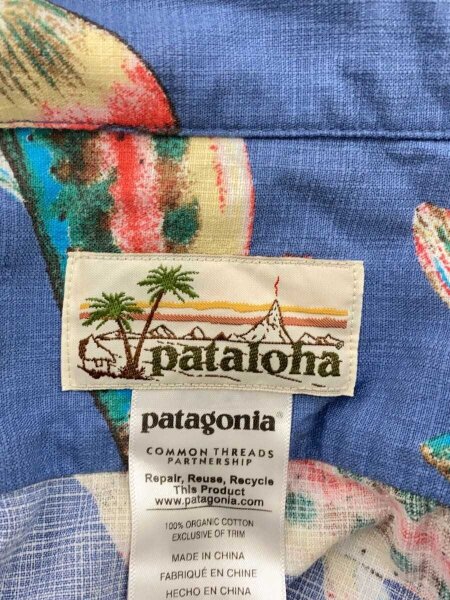 pataloha
patagonia®
COMMON THREADS
PARTNERSHIP
Repair, Reuse, Recycle
This Product
www.patagonia.com
100% ORGANIC COTTON
EXCLUSIVE OF TRIM
MADE IN CHINA
FABRIQUÉ EN CHINE
HECHO EN CHINA